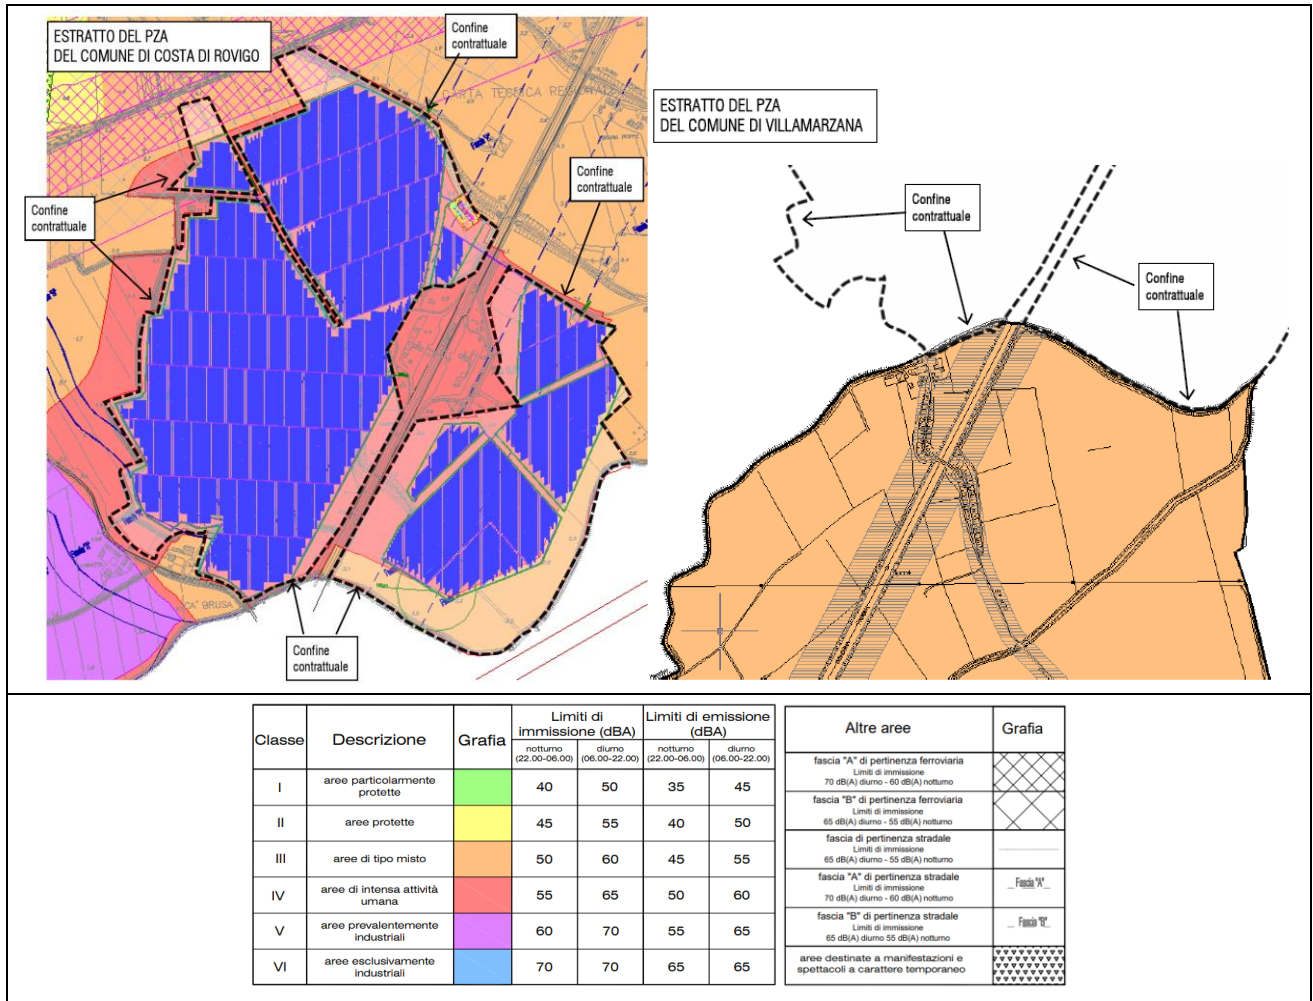 ESTRATTO DEL PZA
DEL COMUNE DI COSTA DI ROVIGO
Confine
contrattuale
CARTA TECNICA REGIONALE
Confine
contrattuale
Confine
contrattuale
CA' BRUSA
Confine
contrattuale
ESTRATTO DEL PZA
DEL COMUNE DI VILLAMARZANA
Confine
contrattuale
Confine
contrattuale
Classe
Descrizione
Grafia
Limiti di
immissione (dBA)
Limiti di emissione
(dBA)
notturno
(22.00-06.00)
diurno
(06.00-22.00)
notturno
(22.00-06.00)
diurno
(06.00-22.00)
I
aree particolarmente
protette
40
50
35
45
II
aree protette
45
55
40
50
III
aree di tipo misto
50
60
45
55
IV
aree di intensa attività
umana
55
65
50
60
V
aree prevalentemente
industriali
60
70
55
65
VI
aree esclusivamente
industriali
70
70
65
65
Altre aree
Grafia
fascia "A" di pertinenza ferroviaria
Limiti di immissione
70 dB(A) diurno - 60 dB(A) notturno
fascia "B" di pertinenza ferroviaria
Limiti di immissione
65 dB(A) diurno - 55 dB(A) notturno
fascia di pertinenza stradale
Limiti di immissione
65 dB(A) diurno - 55 dB(A) notturno
fascia "A" di pertinenza stradale
Limiti di immissione
70 dB(A) diurno - 60 dB(A) notturno
Fascia "A"
fascia "B" di pertinenza stradale
Limiti di immissione
65 dB(A) diurno 55 dB(A) notturno
Fascia "B"
aree destinate a manifestazioni e
spettacoli a carattere temporaneo